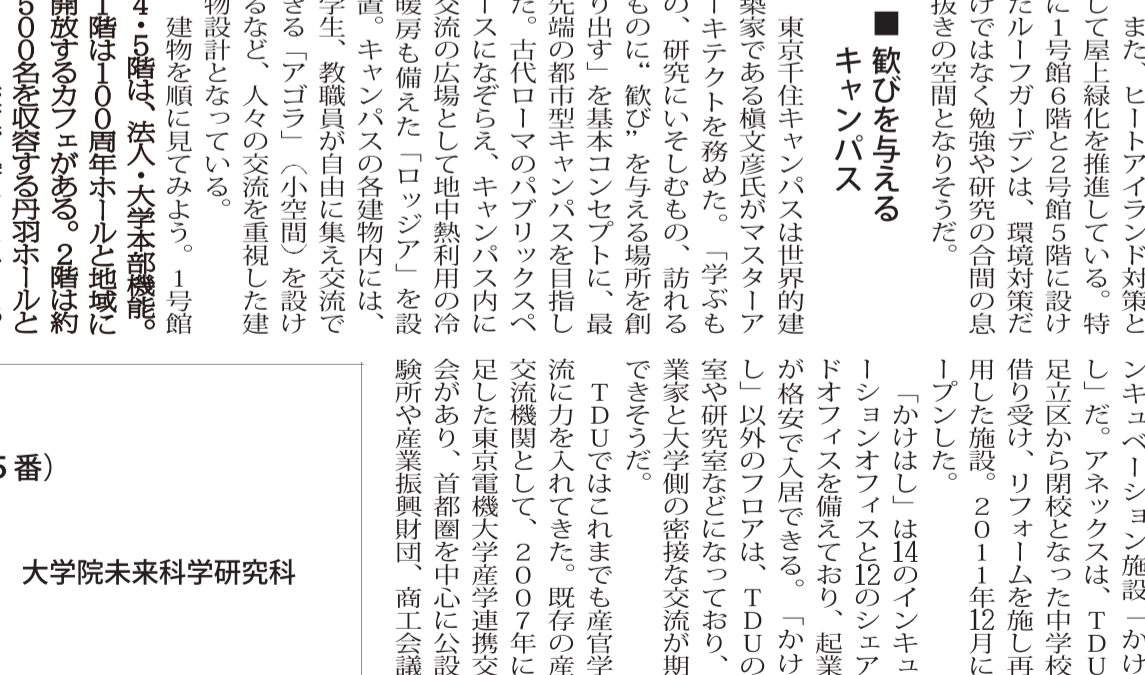 また、ヒートアイランド対策と
して屋上緑化を推進している。特
に1号館6階と2号館5階に設け
たルーフガーデンは、環境対策だ
けではなく勉強や研究の合間の息
抜きの空間となりそうだ。
■歓びを与える
キャンパス
東京千住キャンパスは世界的建
築家である槇文彦氏がマスターア
ーキテクトを務めた。「学ぶも
の、研究にいそしむもの、訪れる
ものに“歓び”を与える場所を創
り出す」を基本コンセプトに、最
先端の都市型キャンパスを目指し
た。古代ローマのパブリックスペ
ースになぞらえ、キャンパス内に
交流の広場として地中熱利用の冷
暖房も備えた「ロッジア」を設
置。キャンパスの各建物内には、
学生、教職員が自由に集え交流で
きる「アゴラ」（小空間）を設け
るなど、人々の交流を重視した建
物設計となっている。
建物を順に見てみよう。1号館
4・5階は、法人・大学本部機能。
1階は100周年ホールと地域に
開放するカフェがある。2階は約
500名を収容する丹羽ホールと
ンキュベーション施設「かけ
し」だ。アネックスは、TDU
足立区から閉校となった中学校
借り受け、リフォームを施し再
用した施設。2011年12月に
ープンした。
「かけはし」は14のインキュ
ーションオフィスと12のシェア
ドオフィスを備えており、起業
が格安で入居できる。「かけ
し」以外のフロアは、TDUの
室や研究室などになっており、
業家と大学側の密接な交流が期
できそうだ。
TDUではこれまでも産官学
流に力を入れてきた。既存の産
交流機関として、2007年に
足した東京電機大学産学連携交
会があり、首都圏を中心に公設
験所や産業振興財団、商工会議
5番）
大学院未来科学研究科